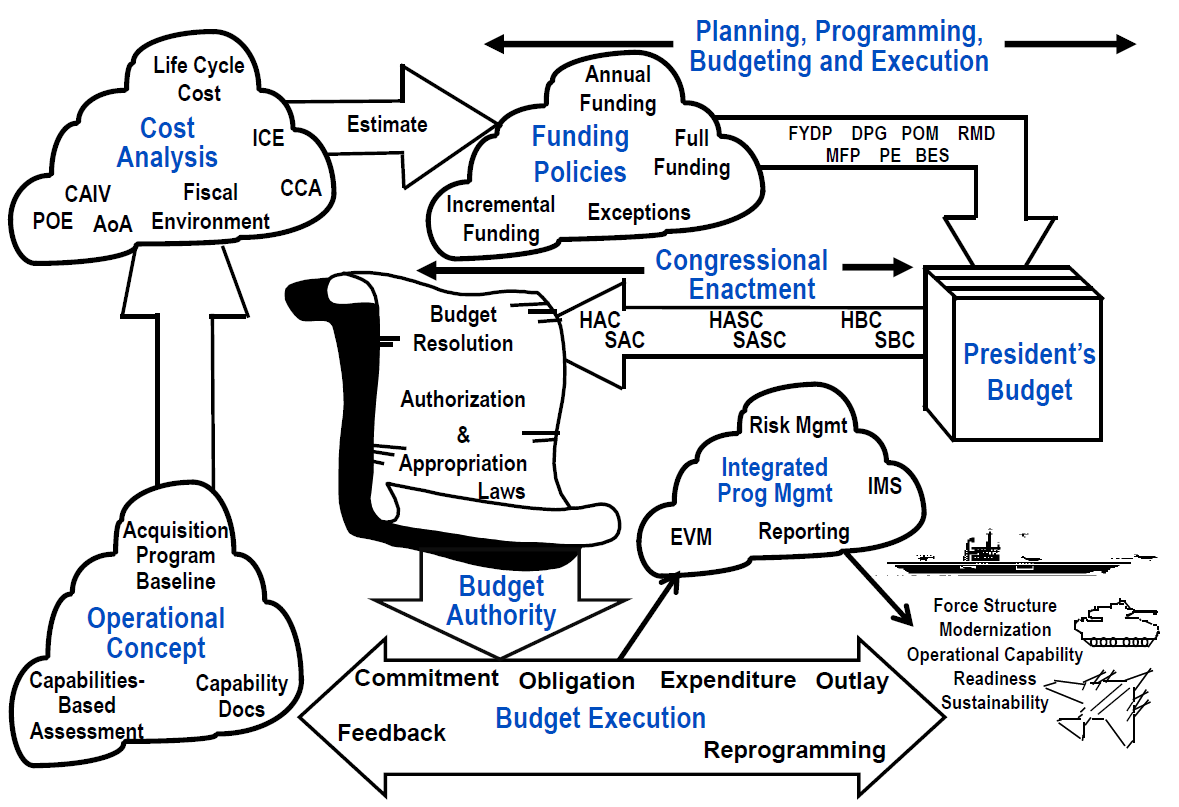 Planning, Programming,
Budgeting and Execution
Life Cycle
Cost
Cost
Analysis
ICE
CAIV
Fiscal
CCA
POE
AoA
Environment
Estimate
Annual
Funding
Funding
Policies
Full
Funding
Incremental
Funding
Exceptions
FYDP DPG POM RMD
MFP PE BES
Congressional
Enactment
HAC HASC HBC
SAC SASC SBC
President's
Budget
Budget
Resolution
Authorization
&
Appropriation
Laws
Risk Mgmt
Integrated
Prog Mgmt
IMS
EVM
Reporting
Acquisition
Program
Baseline
Operational
Concept
Capabilities-
Based
Assessment
Capability
Docs
Budget
Authority
Force Structure
Modernization
Operational Capability
Readiness
Sustainability
Commitment Obligation Expenditure Outlay
Budget Execution
Feedback
Reprogramming